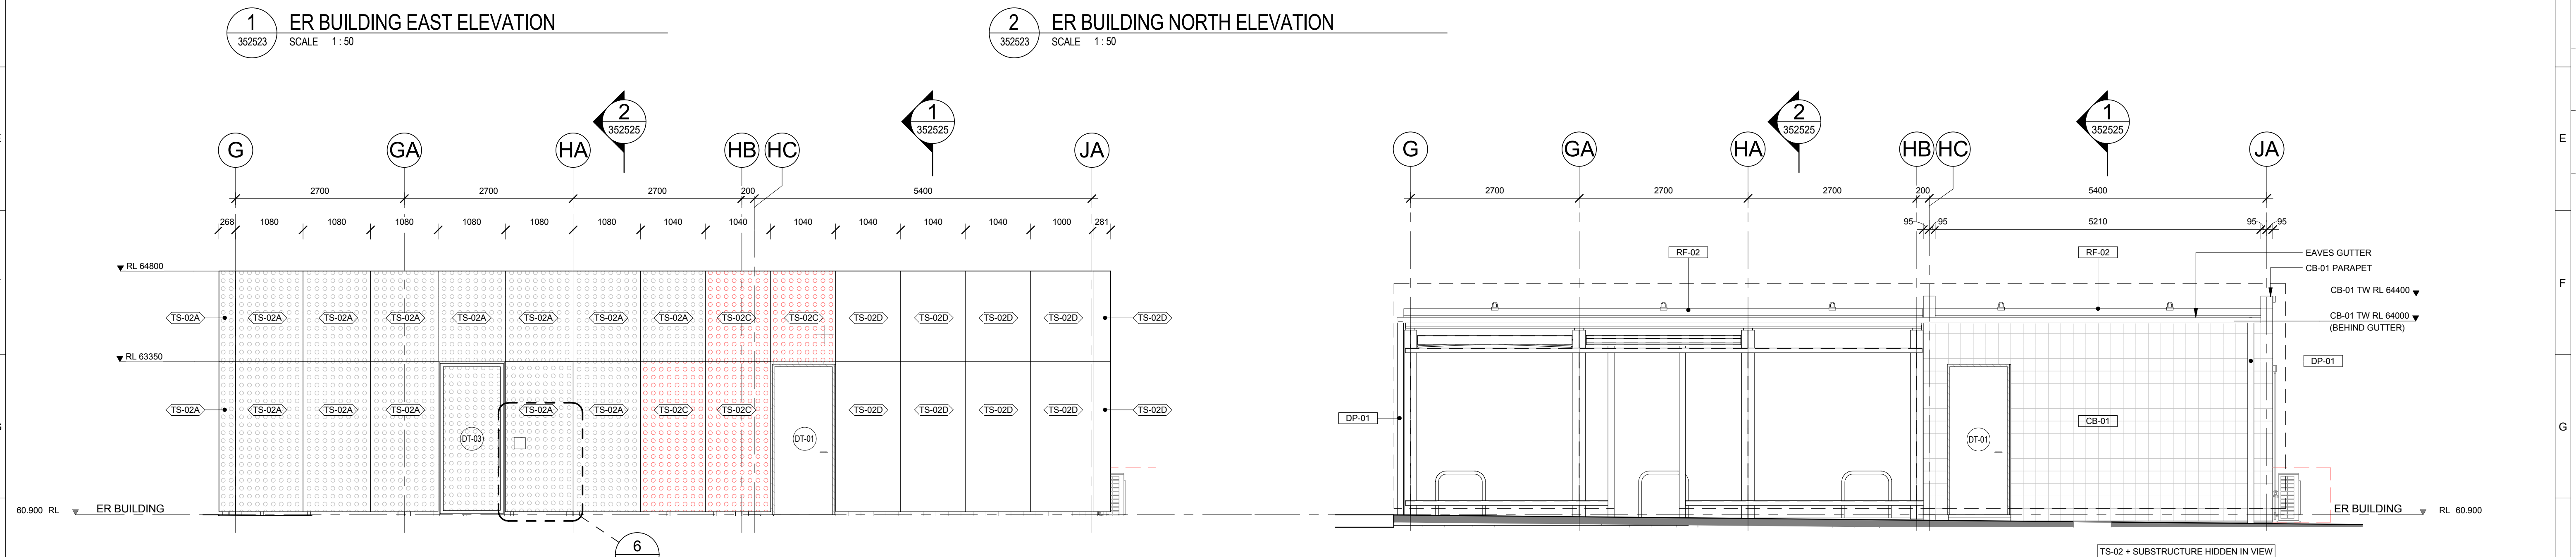 1
352523
ER BUILDING EAST ELEVATION
SCALE 1 : 50
2
352523
ER BUILDING NORTH ELEVATION
SCALE 1 : 50
2
352525
1
352525
G GA HA HB HC JA
2700 2700 2700 200 5400
268 1080 1080 1080 1080 1080 1080 1040 1040 1040 1040 1040 1040 1000 281
RL 64800
TS-02A TS-02A TS-02A TS-02A TS-02A TS-02A TS-02A TS-02A TS-02C TS-02C TS-02D TS-02D TS-02D TS-02D TS-02D
RL 63350
TS-02A TS-02A TS-02A TS-02A TS-02A TS-02A TS-02C TS-02C TS-02D TS-02D TS-02D TS-02D TS-02D
DT-03 DT-01
60.900 RL ER BUILDING
6
2
352525
1
352525
G GA HA HB HC JA
2700 2700 2700 200 5400
95 95 5210 95 95
RF-02 RF-02 EAVES GUTTER
CB-01 PARAPET
CB-01 TW RL 64400
CB-01 TW RL 64000
(BEHIND GUTTER)
DP-01
DP-01 CB-01
DT-01
ER BUILDING RL 60.900
TS-02 + SUBSTRUCTURE HIDDEN IN VIEW
E
F
G